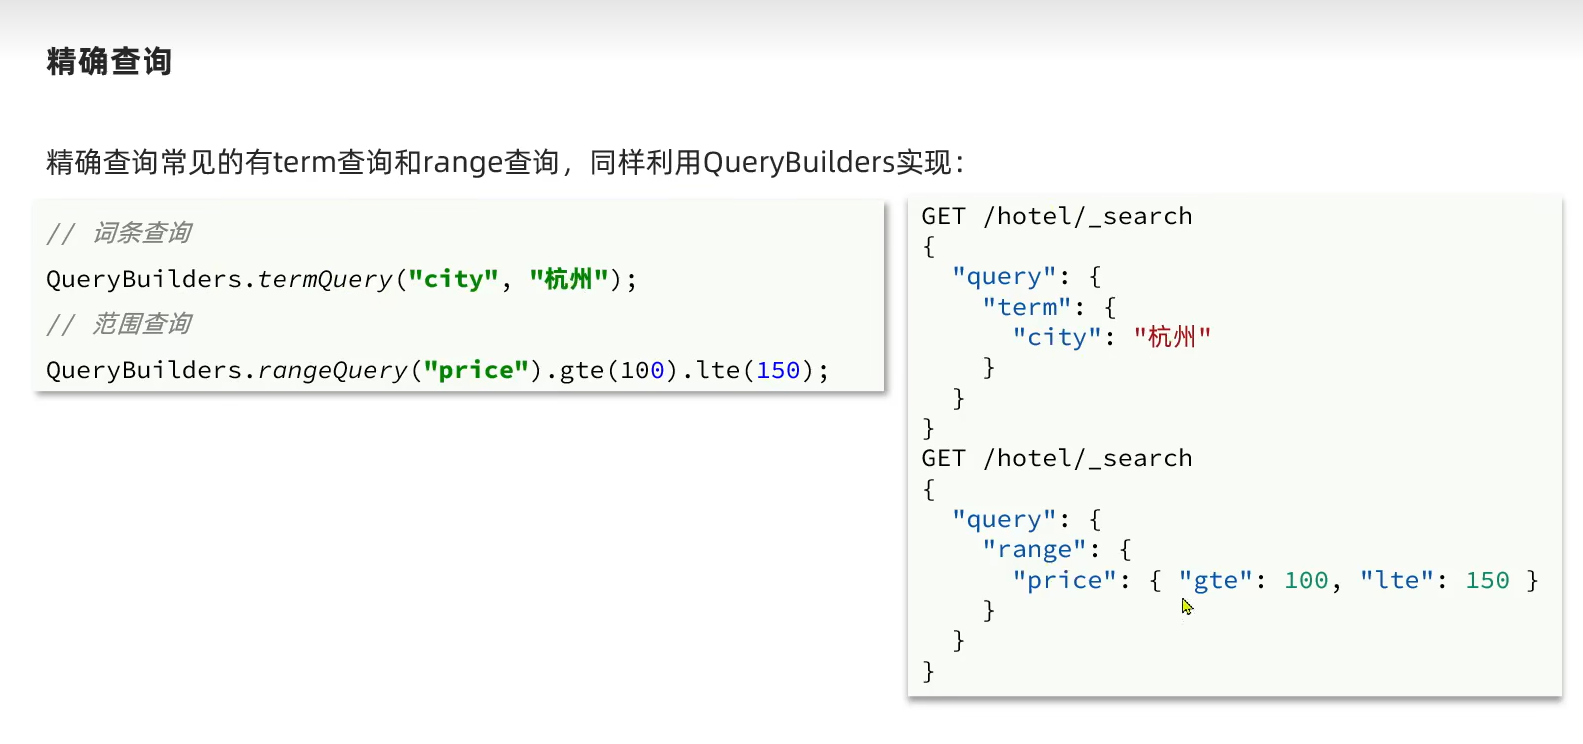 精确查询
精确查询常见的有term查询和range查询，同样利用QueryBuilders实现：
// 词条查询
QueryBuilders.termQuery("city", "杭州");
// 范围查询
QueryBuilders.rangeQuery("price").gte(100).lte(150);
GET /hotel/_search
{
  "query": {
    "term": {
      "city": "杭州"
    }
  }
}
GET /hotel/_search
{
  "query": {
    "range": {
      "price": { "gte": 100, "lte": 150 }
    }
  }
}